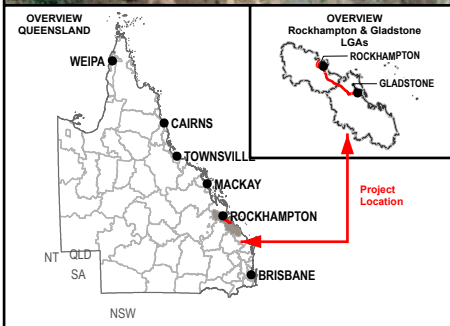 OVERVIEW
QUEENSLAND
WEIPA
CAIRNS
TOWNSVILLE
MACKAY
ROCKHAMPTON
BRISBANE
NT
QLD
SA
NSW
OVERVIEW
Rockhampton & Gladstone
LGAs
ROCKHAMPTON
GLADSTONE
Project
Location